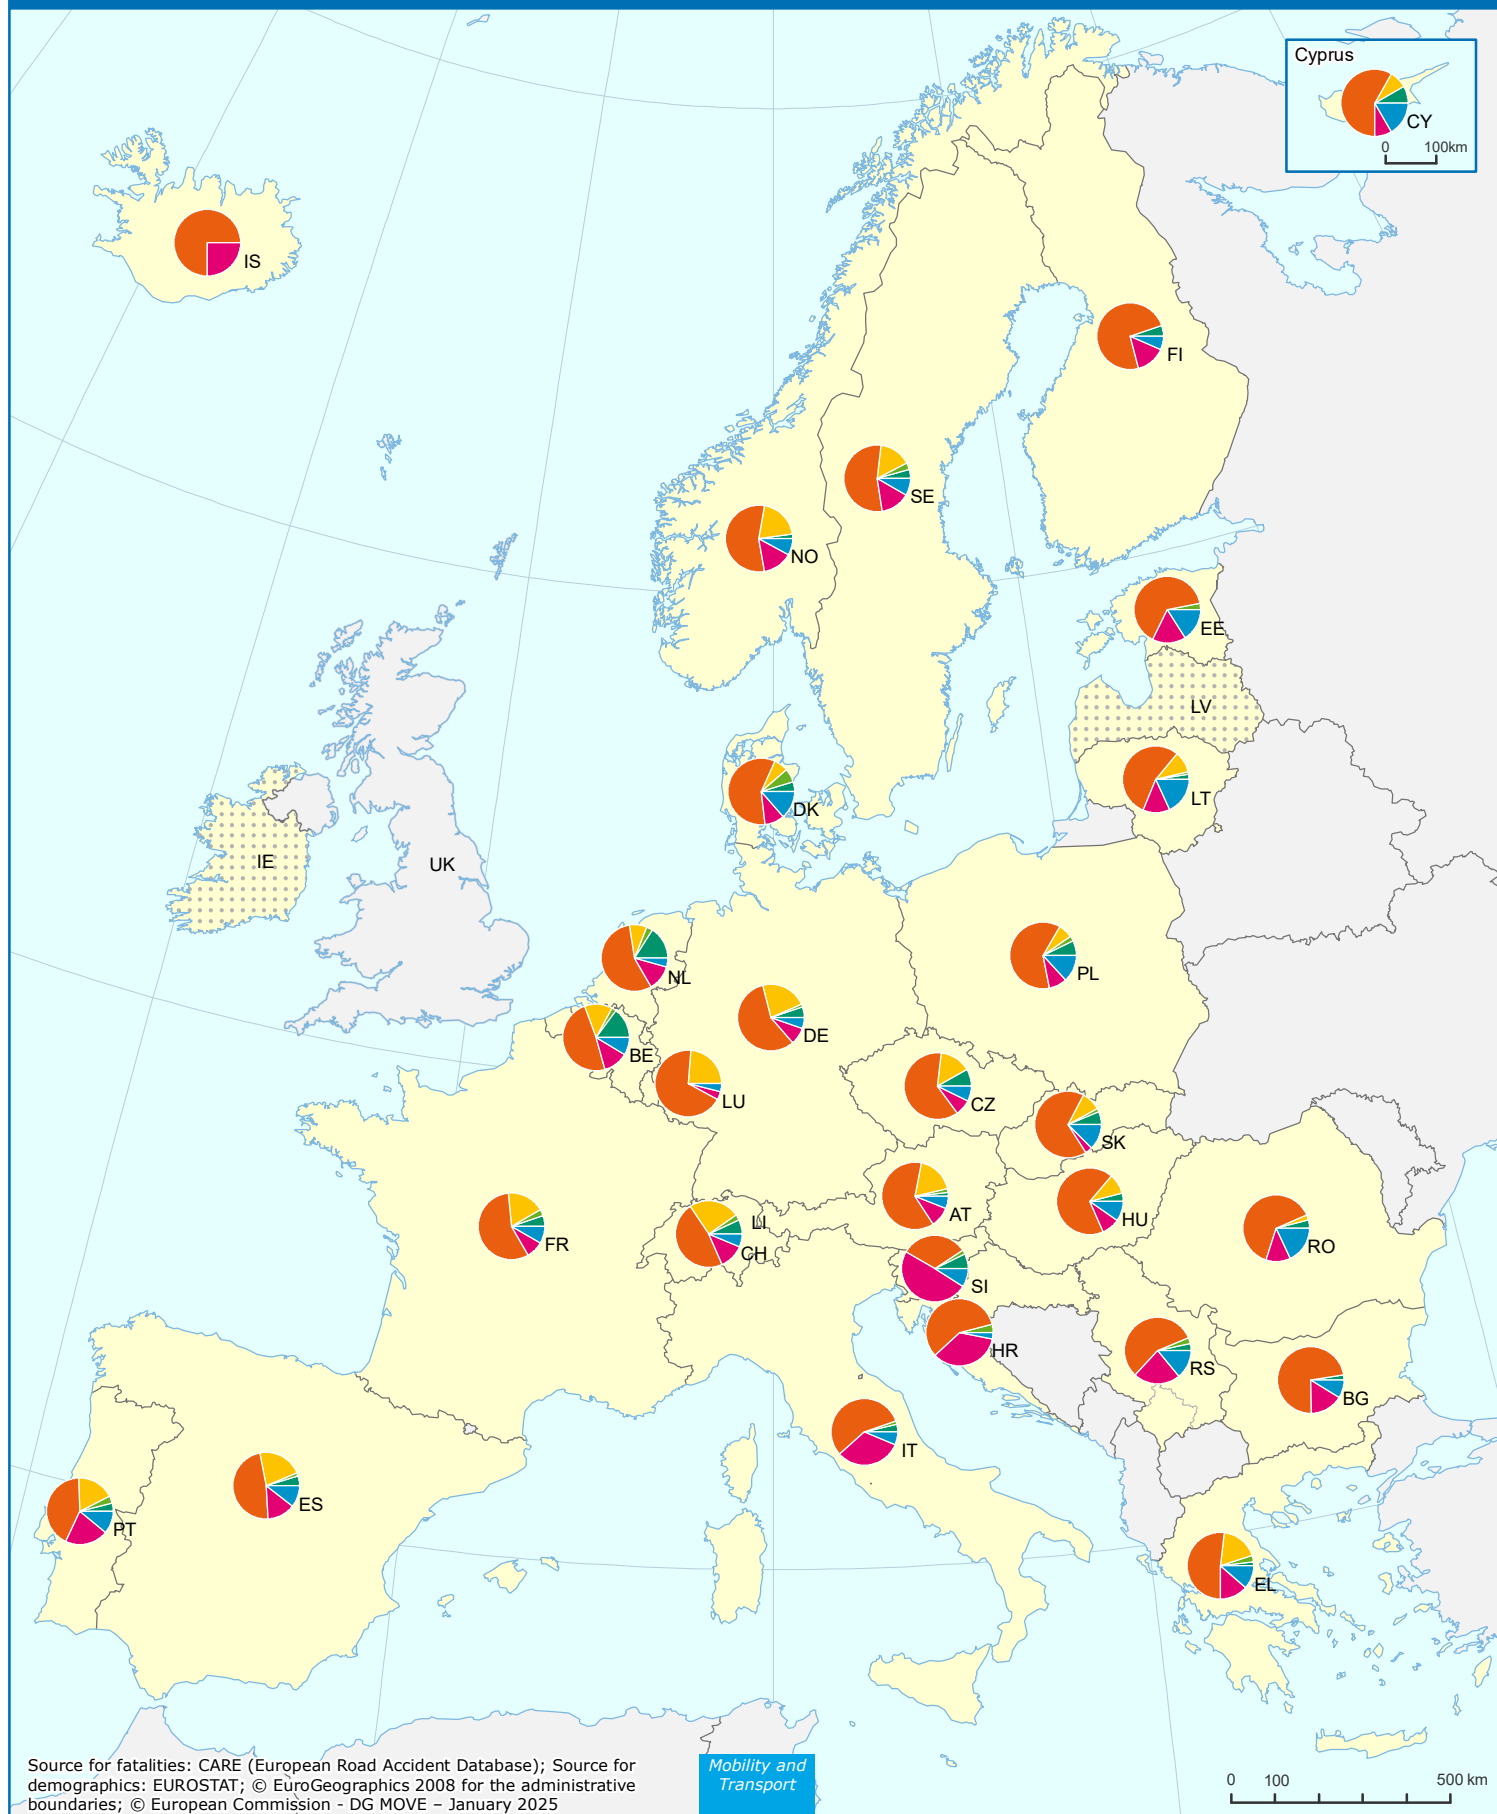 Cyprus
CY
0 100km
IS
FI
SE
NO
EE
LV
LT
DK
IE
UK
NL
PL
DE
BE
LU
CZ
SK
AT
HU
FR
LI
CH
RO
SI
HR
RS
BG
IT
ES
PT
EL
Source for fatalities: CARE (European Road Accident Database); Source for
demographics: EUROSTAT; © EuroGeographics 2008 for the administrative
boundaries; © European Commission - DG MOVE – January 2025
Mobility and
Transport
0 100 500 km